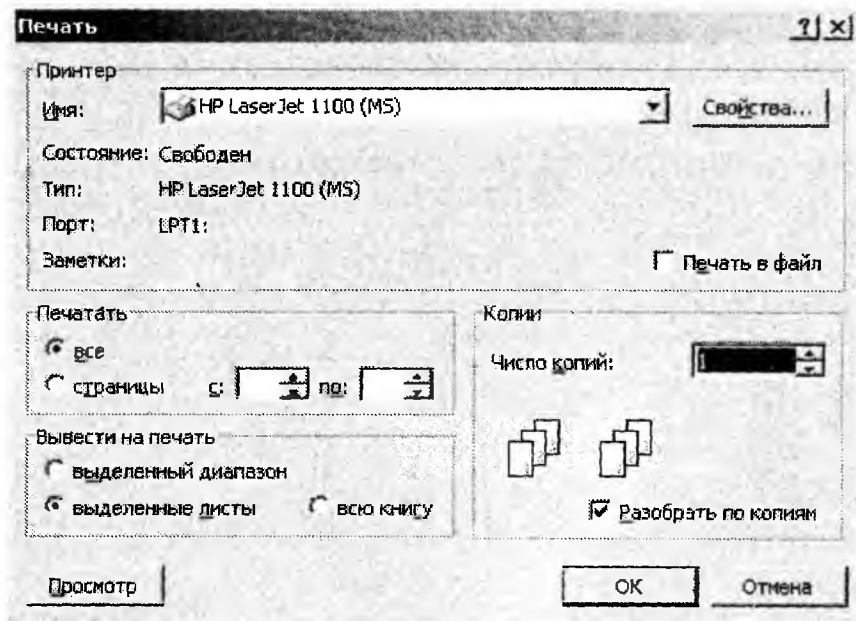 Печать
Принтер
Имя: HP LaserJet 1100 (MS) Свойства...
Состояние: Свободен
Тип: HP LaserJet 1100 (MS)
Порт: LPT1:
Заметки: Печать в файл
Печатать
все
страницы с: по:
Копии
Число копий: 1
Разобрать по копиям
Вывести на печать
выделенный диапазон
выделенные листы всю книгу
Просмотр OK Отмена